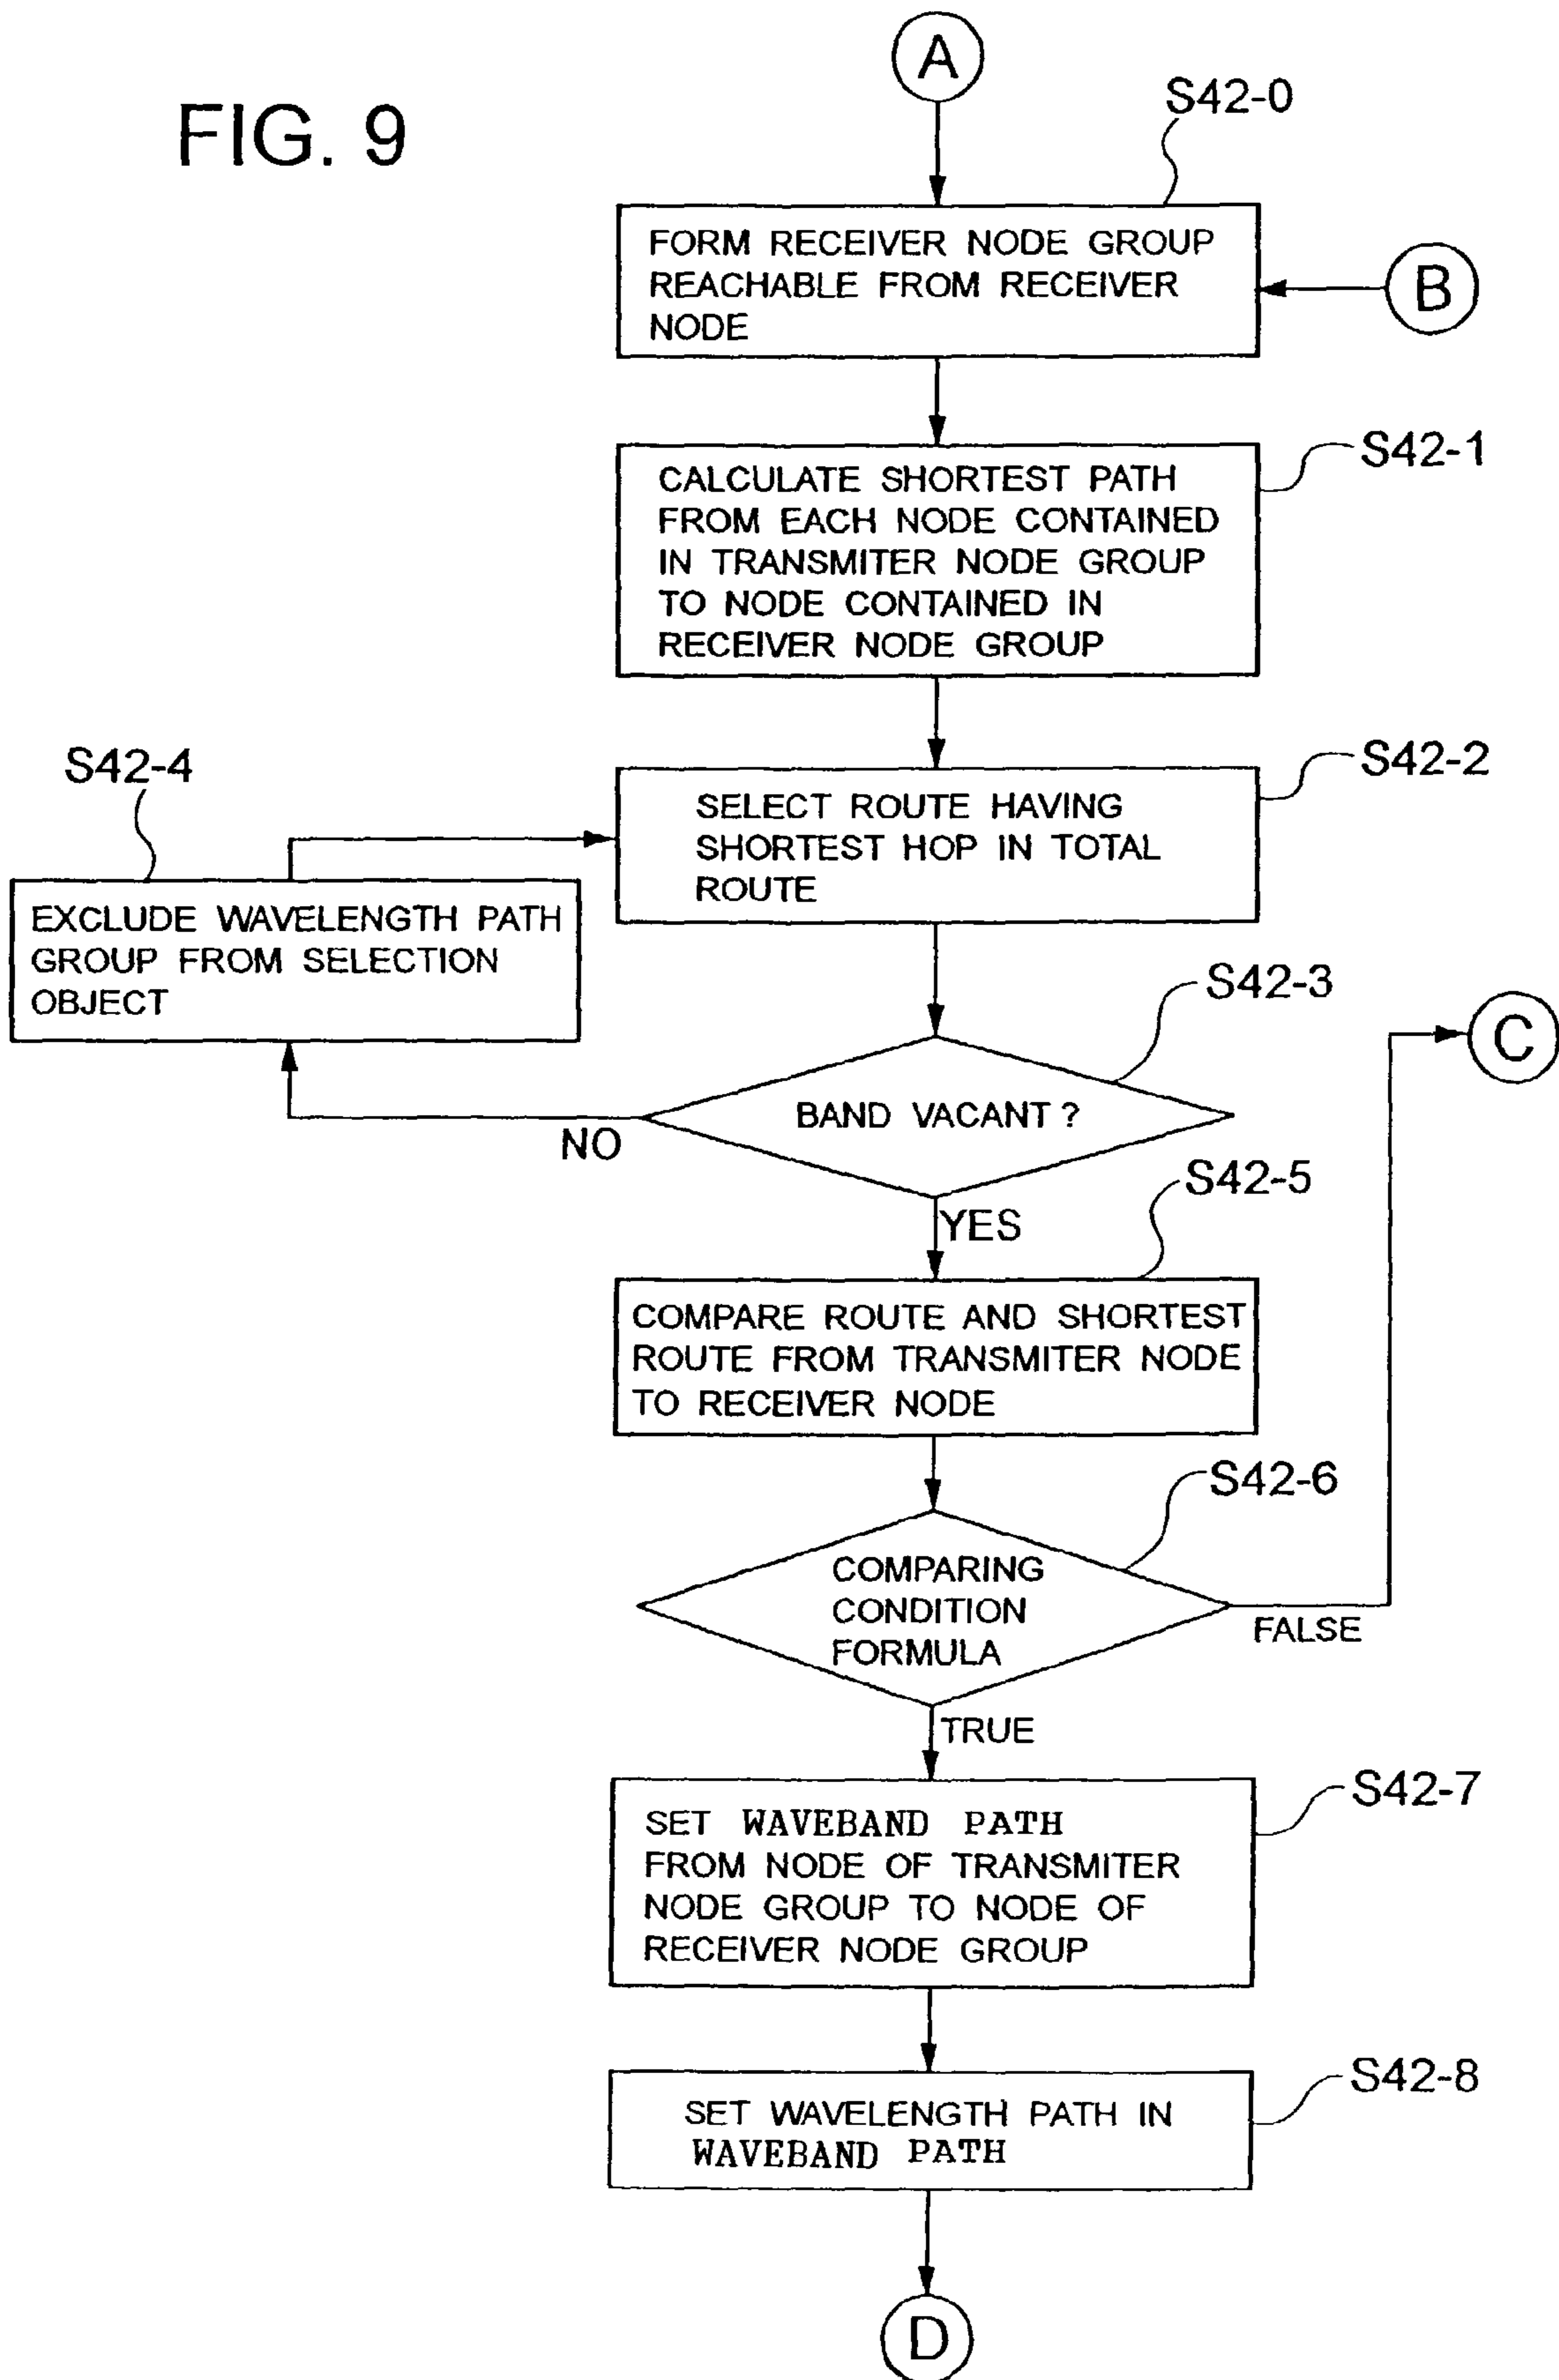 FIG. 9
A
S42-0
FORM RECEIVER NODE GROUP
REACHABLE FROM RECEIVER
NODE
B
S42-1
CALCULATE SHORTEST PATH
FROM EACH NODE CONTAINED
IN TRANSMITER NODE GROUP
TO NODE CONTAINED IN
RECEIVER NODE GROUP
S42-4
S42-2
SELECT ROUTE HAVING
SHORTEST HOP IN TOTAL
ROUTE
EXCLUDE WAVELENGTH PATH
GROUP FROM SELECTION
OBJECT
S42-3
C
BAND VACANT ?
NO
YES
S42-5
COMPARE ROUTE AND SHORTEST
ROUTE FROM TRANSMITER NODE
TO RECEIVER NODE
S42-6
COMPARING
CONDITION
FORMULA
FALSE
TRUE
S42-7
SET WAVEBAND PATH
FROM NODE OF TRANSMITER
NODE GROUP TO NODE OF
RECEIVER NODE GROUP
S42-8
SET WAVELENGTH PATH IN
WAVEBAND PATH
D